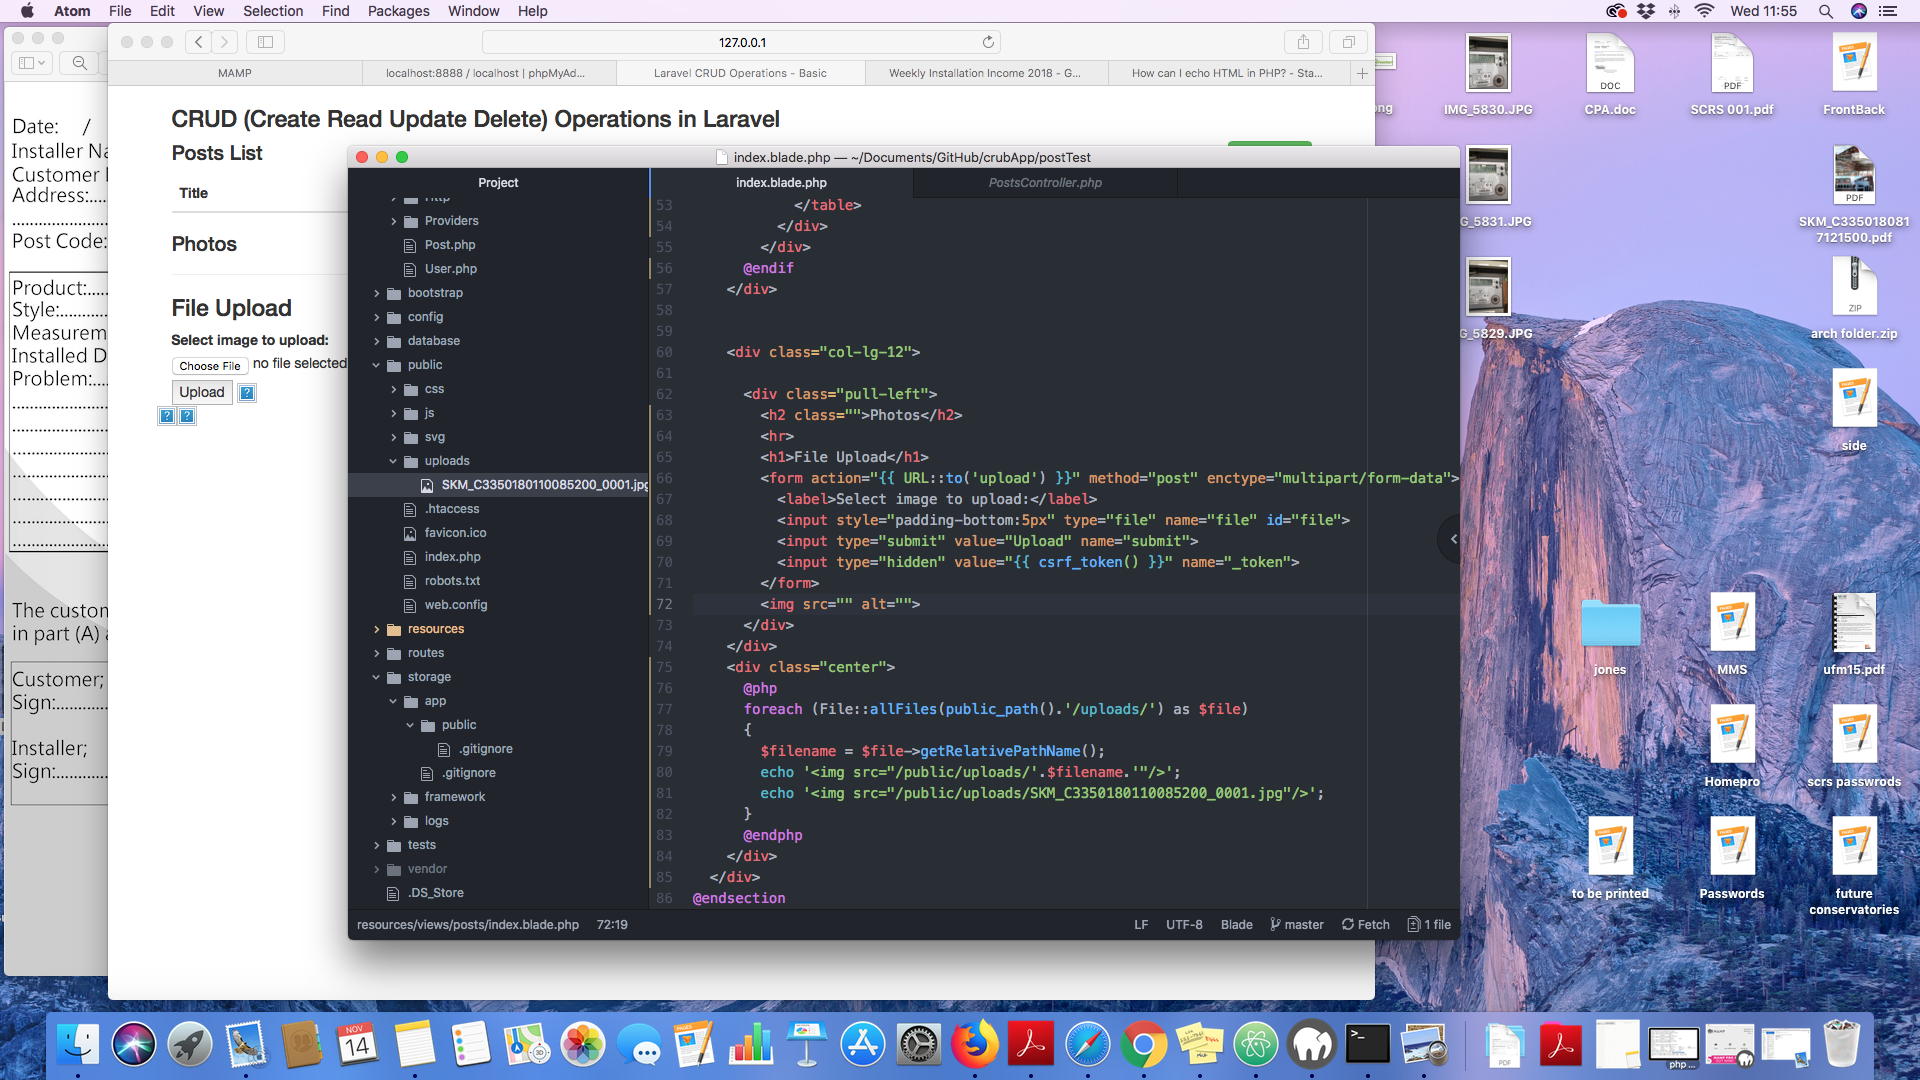 Atom File Edit View Selection Find Packages Window Help
Wed 11:55
127.0.0.1
MAMP
localhost:8888 / localhost | phpMyAd...
Laravel CRUD Operations - Basic
Weekly Installation Income 2018 - G...
How can I echo HTML in PHP? - Sta...
CRUD (Create Read Update Delete) Operations in Laravel
Posts List
Title
Photos
File Upload
Select image to upload:
Choose File no file selected
Upload
Date: /
Installer Na
Customer
Address:.....
Post Code:
Product:.....
Style:............
Measurem
Installed D
Problem:....
The custom
in part (A)
Customer;
Sign:............
Installer;
Sign:............
index.blade.php — ~/Documents/GitHub/crubApp/postTest
Project
index.blade.php
PostsController.php
Http
Providers
Post.php
User.php
bootstrap
config
database
public
css
js
svg
uploads
SKM_C3350180110085200_0001.jpg
.htaccess
favicon.ico
index.php
robots.txt
web.config
resources
routes
storage
app
public
.gitignore
.gitignore
framework
logs
tests
vendor
.DS_Store
53 </table>
54 </div>
55 </div>
56 @endif
57 </div>
58
59
60 <div class="col-lg-12">
61
62 <div class="pull-left">
63 <h2 class="">Photos</h2>
64 <hr>
65 <h1>File Upload</h1>
66 <form action="{{ URL::to('upload') }}" method="post" enctype="multipart/form-data">
67 <label>Select image to upload:</label>
68 <input style="padding-bottom:5px" type="file" name="file" id="file">
69 <input type="submit" value="Upload" name="submit">
70 <input type="hidden" value="{{ csrf_token() }}" name="_token">
71 </form>
72 <img src="" alt="">
73 </div>
74 </div>
75 <div class="center">
76 @php
77 foreach (File::allFiles(public_path().'/uploads/') as $file)
78 {
79 $filename = $file->getRelativePathName();
80 echo '<img src="/public/uploads/'.$filename.'"/>';
81 echo '<img src="/public/uploads/SKM_C3350180110085200_0001.jpg"/>';
82 }
83 @endphp
84 </div>
85 </div>
86 @endsection
resources/views/posts/index.blade.php 72:19
LF UTF-8 Blade master Fetch 1 file
IMG_5830.JPG
DOC
CPA.doc
PDF
SCRS 001.pdf
FrontBack
G_5831.JPG
PDF
SKM_C335018081
7121500.pdf
G_5829.JPG
ZIP
arch folder.zip
side
jones
MMS
ufm15.pdf
Homepro
scrs passwrods
to be printed
Passwords
future
conservatories
NOV
14
PAGES
3D
PDF
php ...